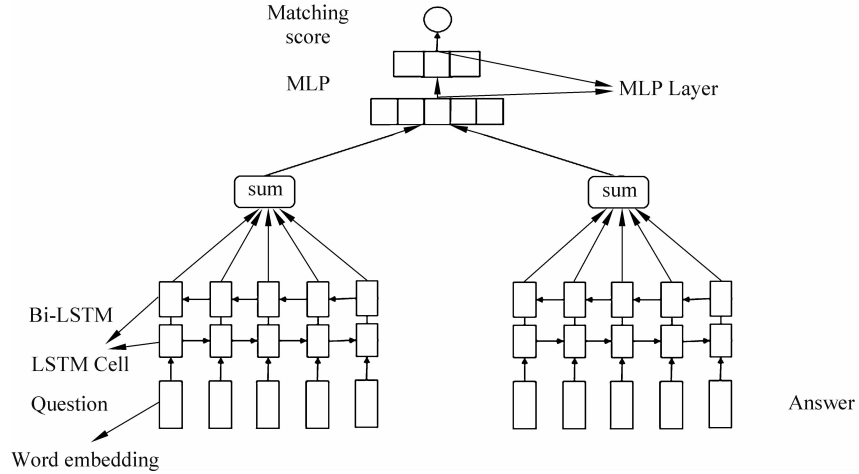 Matching
score
MLP
MLP Layer
sum
sum
Bi-LSTM
LSTM Cell
Question
Answer
Word embedding